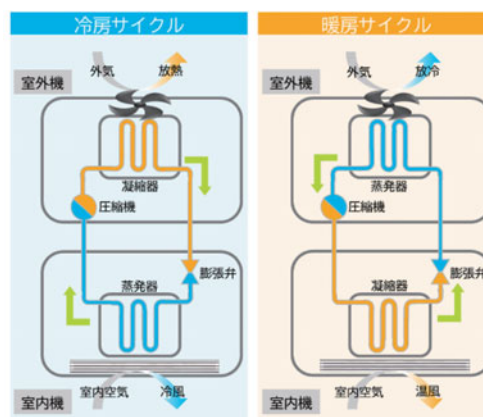 冷房サイクル
外気
放熱
室外機
凝縮器
圧縮機
膨張弁
蒸発器
室内空気
冷風
室内機
暖房サイクル
外気
放冷
室外機
蒸発器
圧縮機
膨張弁
凝縮器
室内空気
温風
室内機